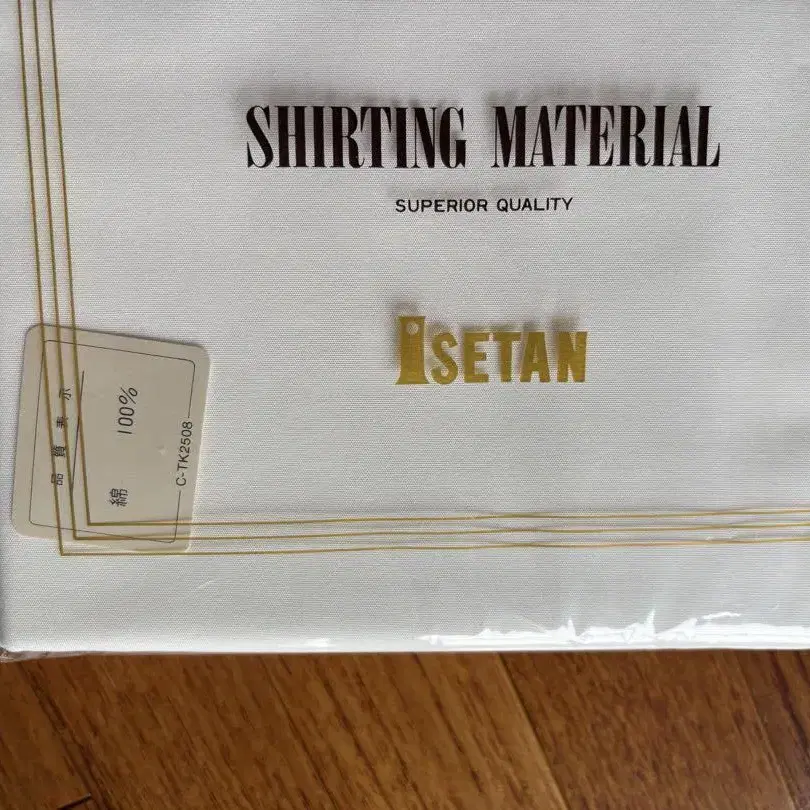 SHIRTING MATERIAL
SUPERIOR QUALITY
ISETAN
品質表示
綿 100%
C-TK2508